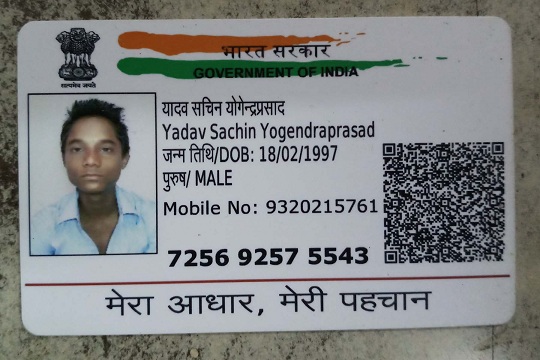 सत्यमेव जयते
भारत सरकार
GOVERNMENT OF INDIA
यादव सचिन योगेन्द्रप्रसाद
Yadav Sachin Yogendraprasad
जन्म तिथि/DOB: 18/02/1997
पुरुष/ MALE
Mobile No: 9320215761
7256 9257 5543
मेरा आधार, मेरी पहचान